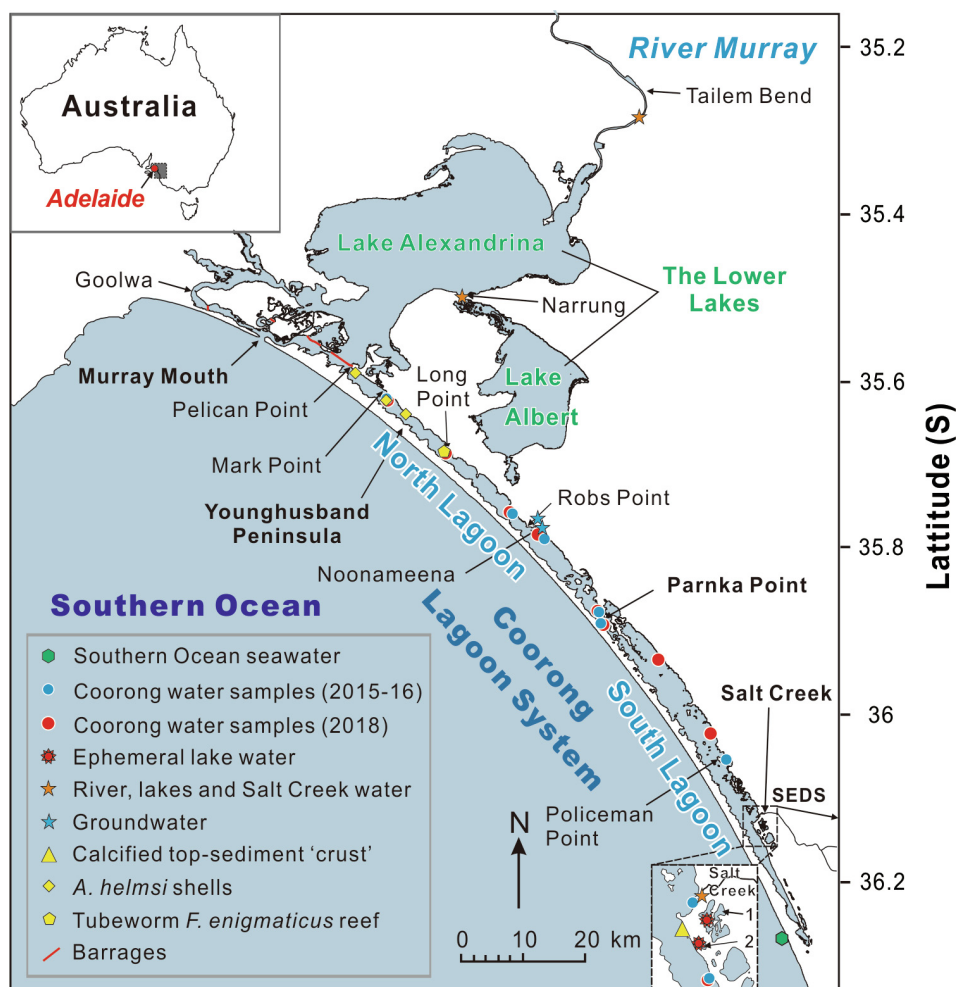 Australia
Adelaide
River Murray
Tailem Bend
35.2
35.4
35.6
35.8
36
36.2
Lattitude (S)
Lake Alexandrina
The Lower
Lakes
Goolwa
Narrung
Murray Mouth
Long
Point
Lake
Albert
Pelican Point
Mark Point
North Lagoon
Robs Point
Younghusband
Peninsula
Noonameena
Parnka Point
Southern Ocean
Coorong
Lagoon System
South Lagoon
Salt Creek
SEDS
Policeman
Point
Southern Ocean seawater
Coorong water samples (2015-16)
Coorong water samples (2018)
Ephemeral lake water
River, lakes and Salt Creek water
Groundwater
Calcified top-sediment ‘crust’
A. helmsi shells
Tubeworm F. enigmaticus reef
Barrages
N
0 10 20 km
Salt
Creek
1
2